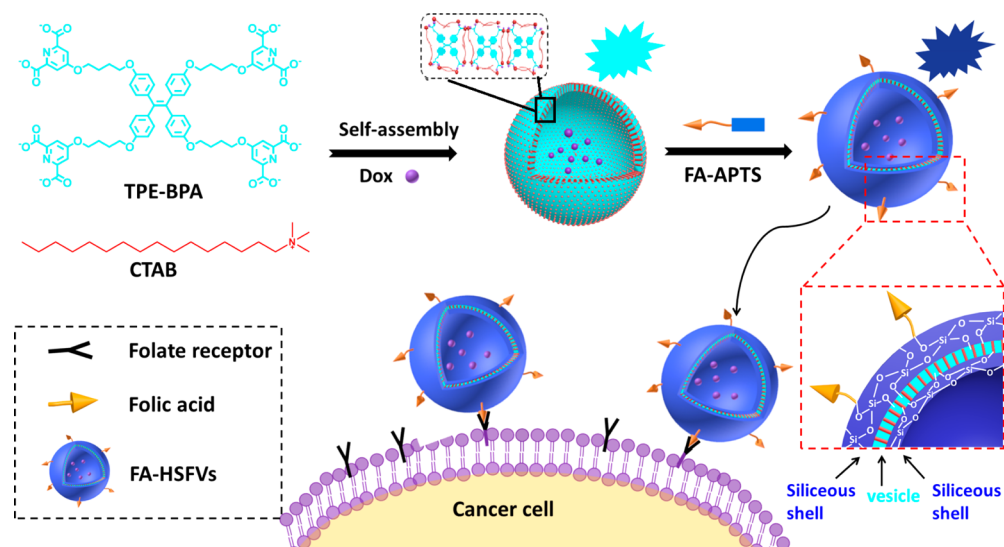 TPE-BPA
CTAB
Self-assembly
Dox
FA-APTS
Folate receptor
Folic acid
FA-HSFVs
Cancer cell
Siliceous
shell
vesicle
Siliceous
shell